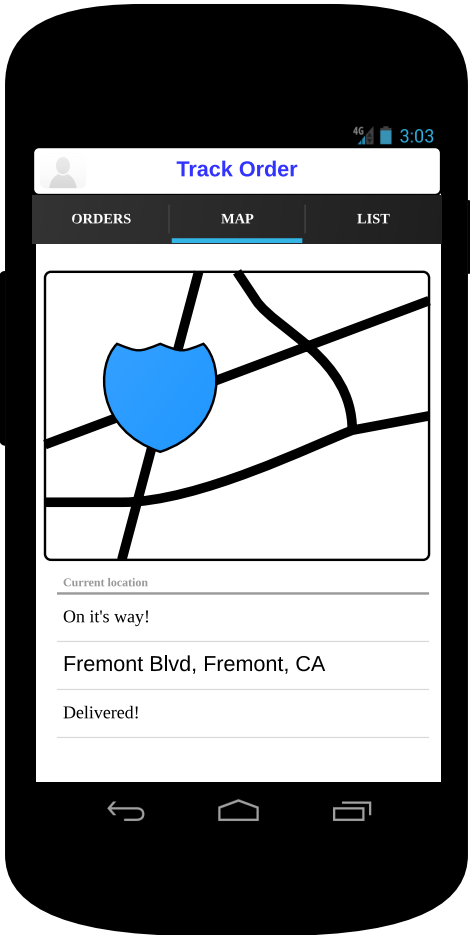 4G 3:03
Track Order
ORDERS MAP LIST
Current location
On it's way!
Fremont Blvd, Fremont, CA
Delivered!